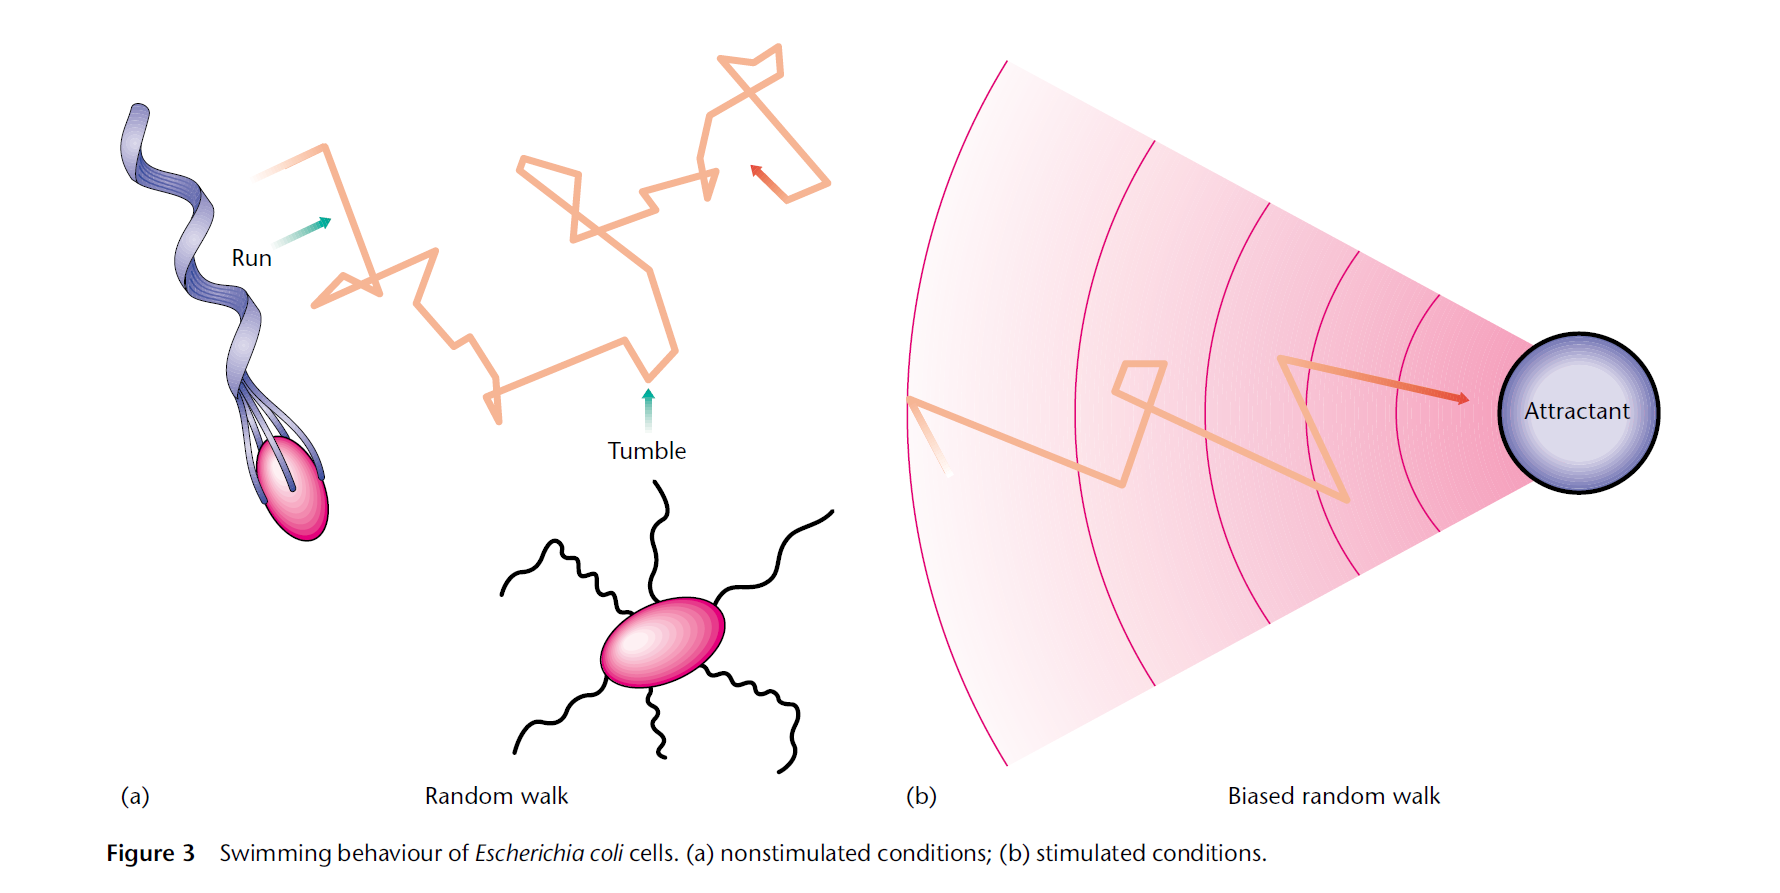 Run
Tumble
Attractant
(a) Random walk
(b) Biased random walk
Figure 3 Swimming behaviour of Escherichia coli cells. (a) nonstimulated conditions; (b) stimulated conditions.